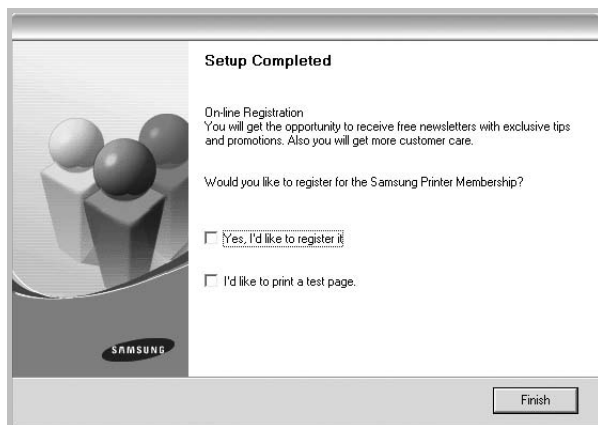 Setup Completed
On-line Registration
You will get the opportunity to receive free newsletters with exclusive tips
and promotions. Also you will get more customer care.
Would you like to register for the Samsung Printer Membership?
Yes, I'd like to register it
I'd like to print a test page.
SAMSUNG
Finish